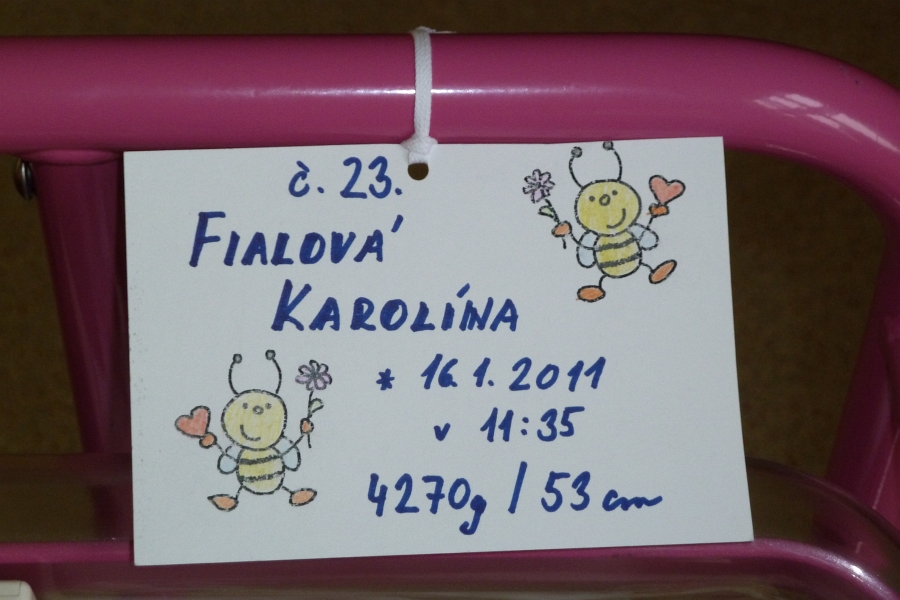 č. 23.
FIALOVÁ
KAROLÍNA
* 16.1.2011
v 11:35
4270g / 53 cm